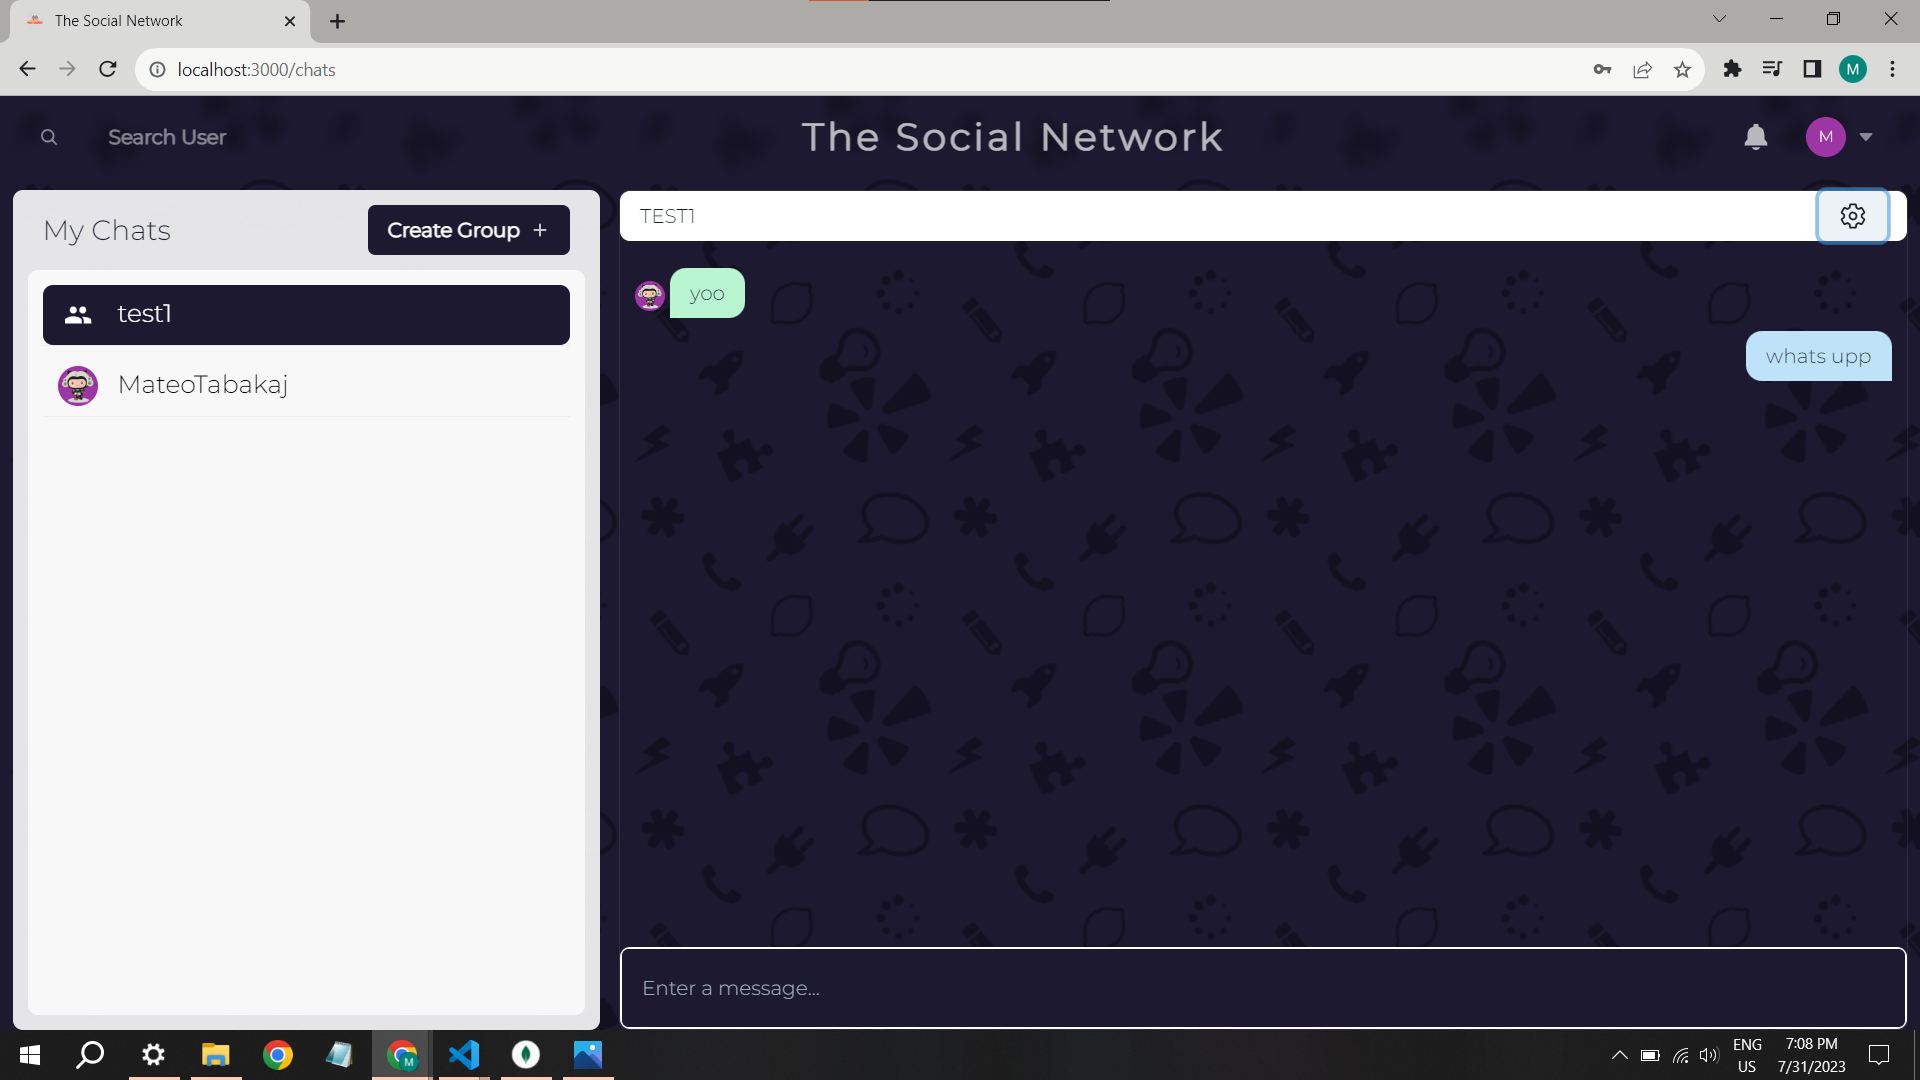 The Social Network
localhost:3000/chats
M
Search User
The Social Network
M
My Chats
Create Group +
TEST1
test1
MateoTabakaj
yoo
whats upp
Enter a message...
M
ENG
US
7:08 PM
7/31/2023